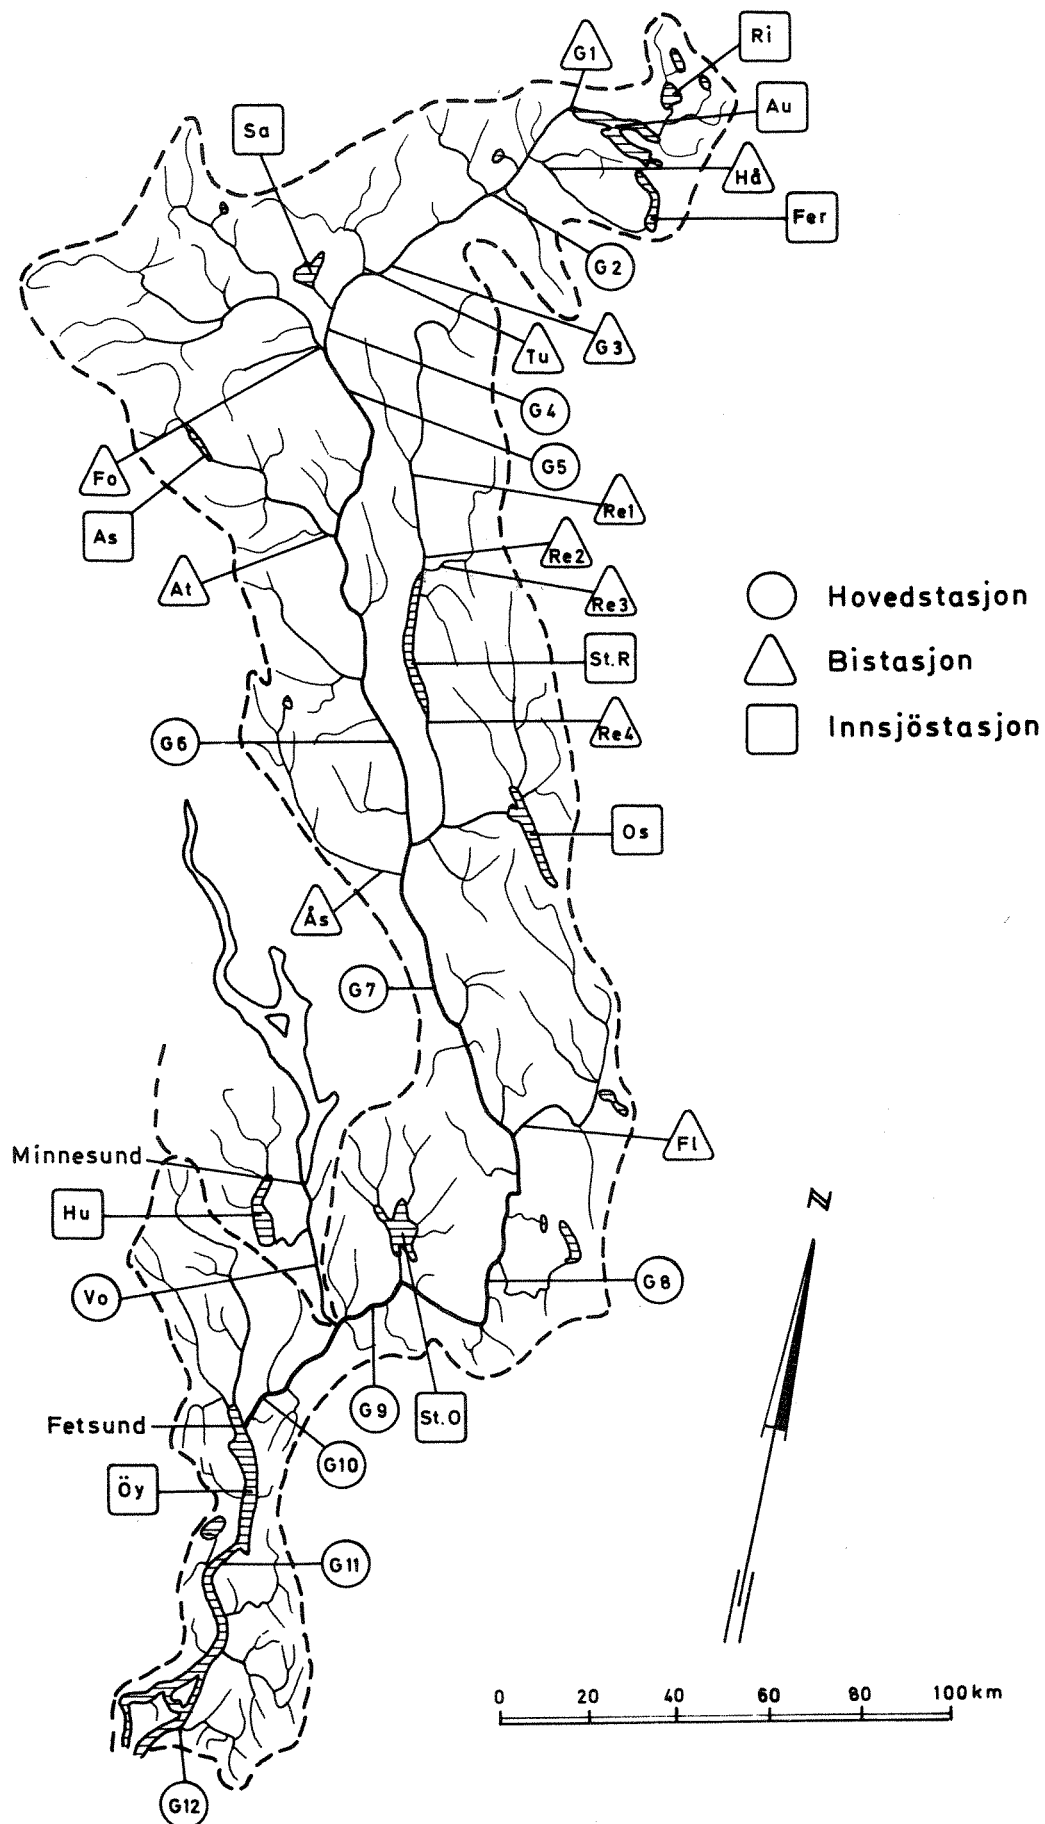 G1
Ri
Au
Sa
Hå
Fer
G2
G3
Tu
G4
G5
Fo
As
Re1
Re2
At
Re3
St.R
Re4
G6
Os
Ås
G7
Fl
Minnesund
Hu
Vo
G8
G9
St.O
Fetsund
G10
Öy
G11
G12
Hovedstasjon
Bistasjon
Innsjöstasjon
N
0 20 40 60 80 100 km